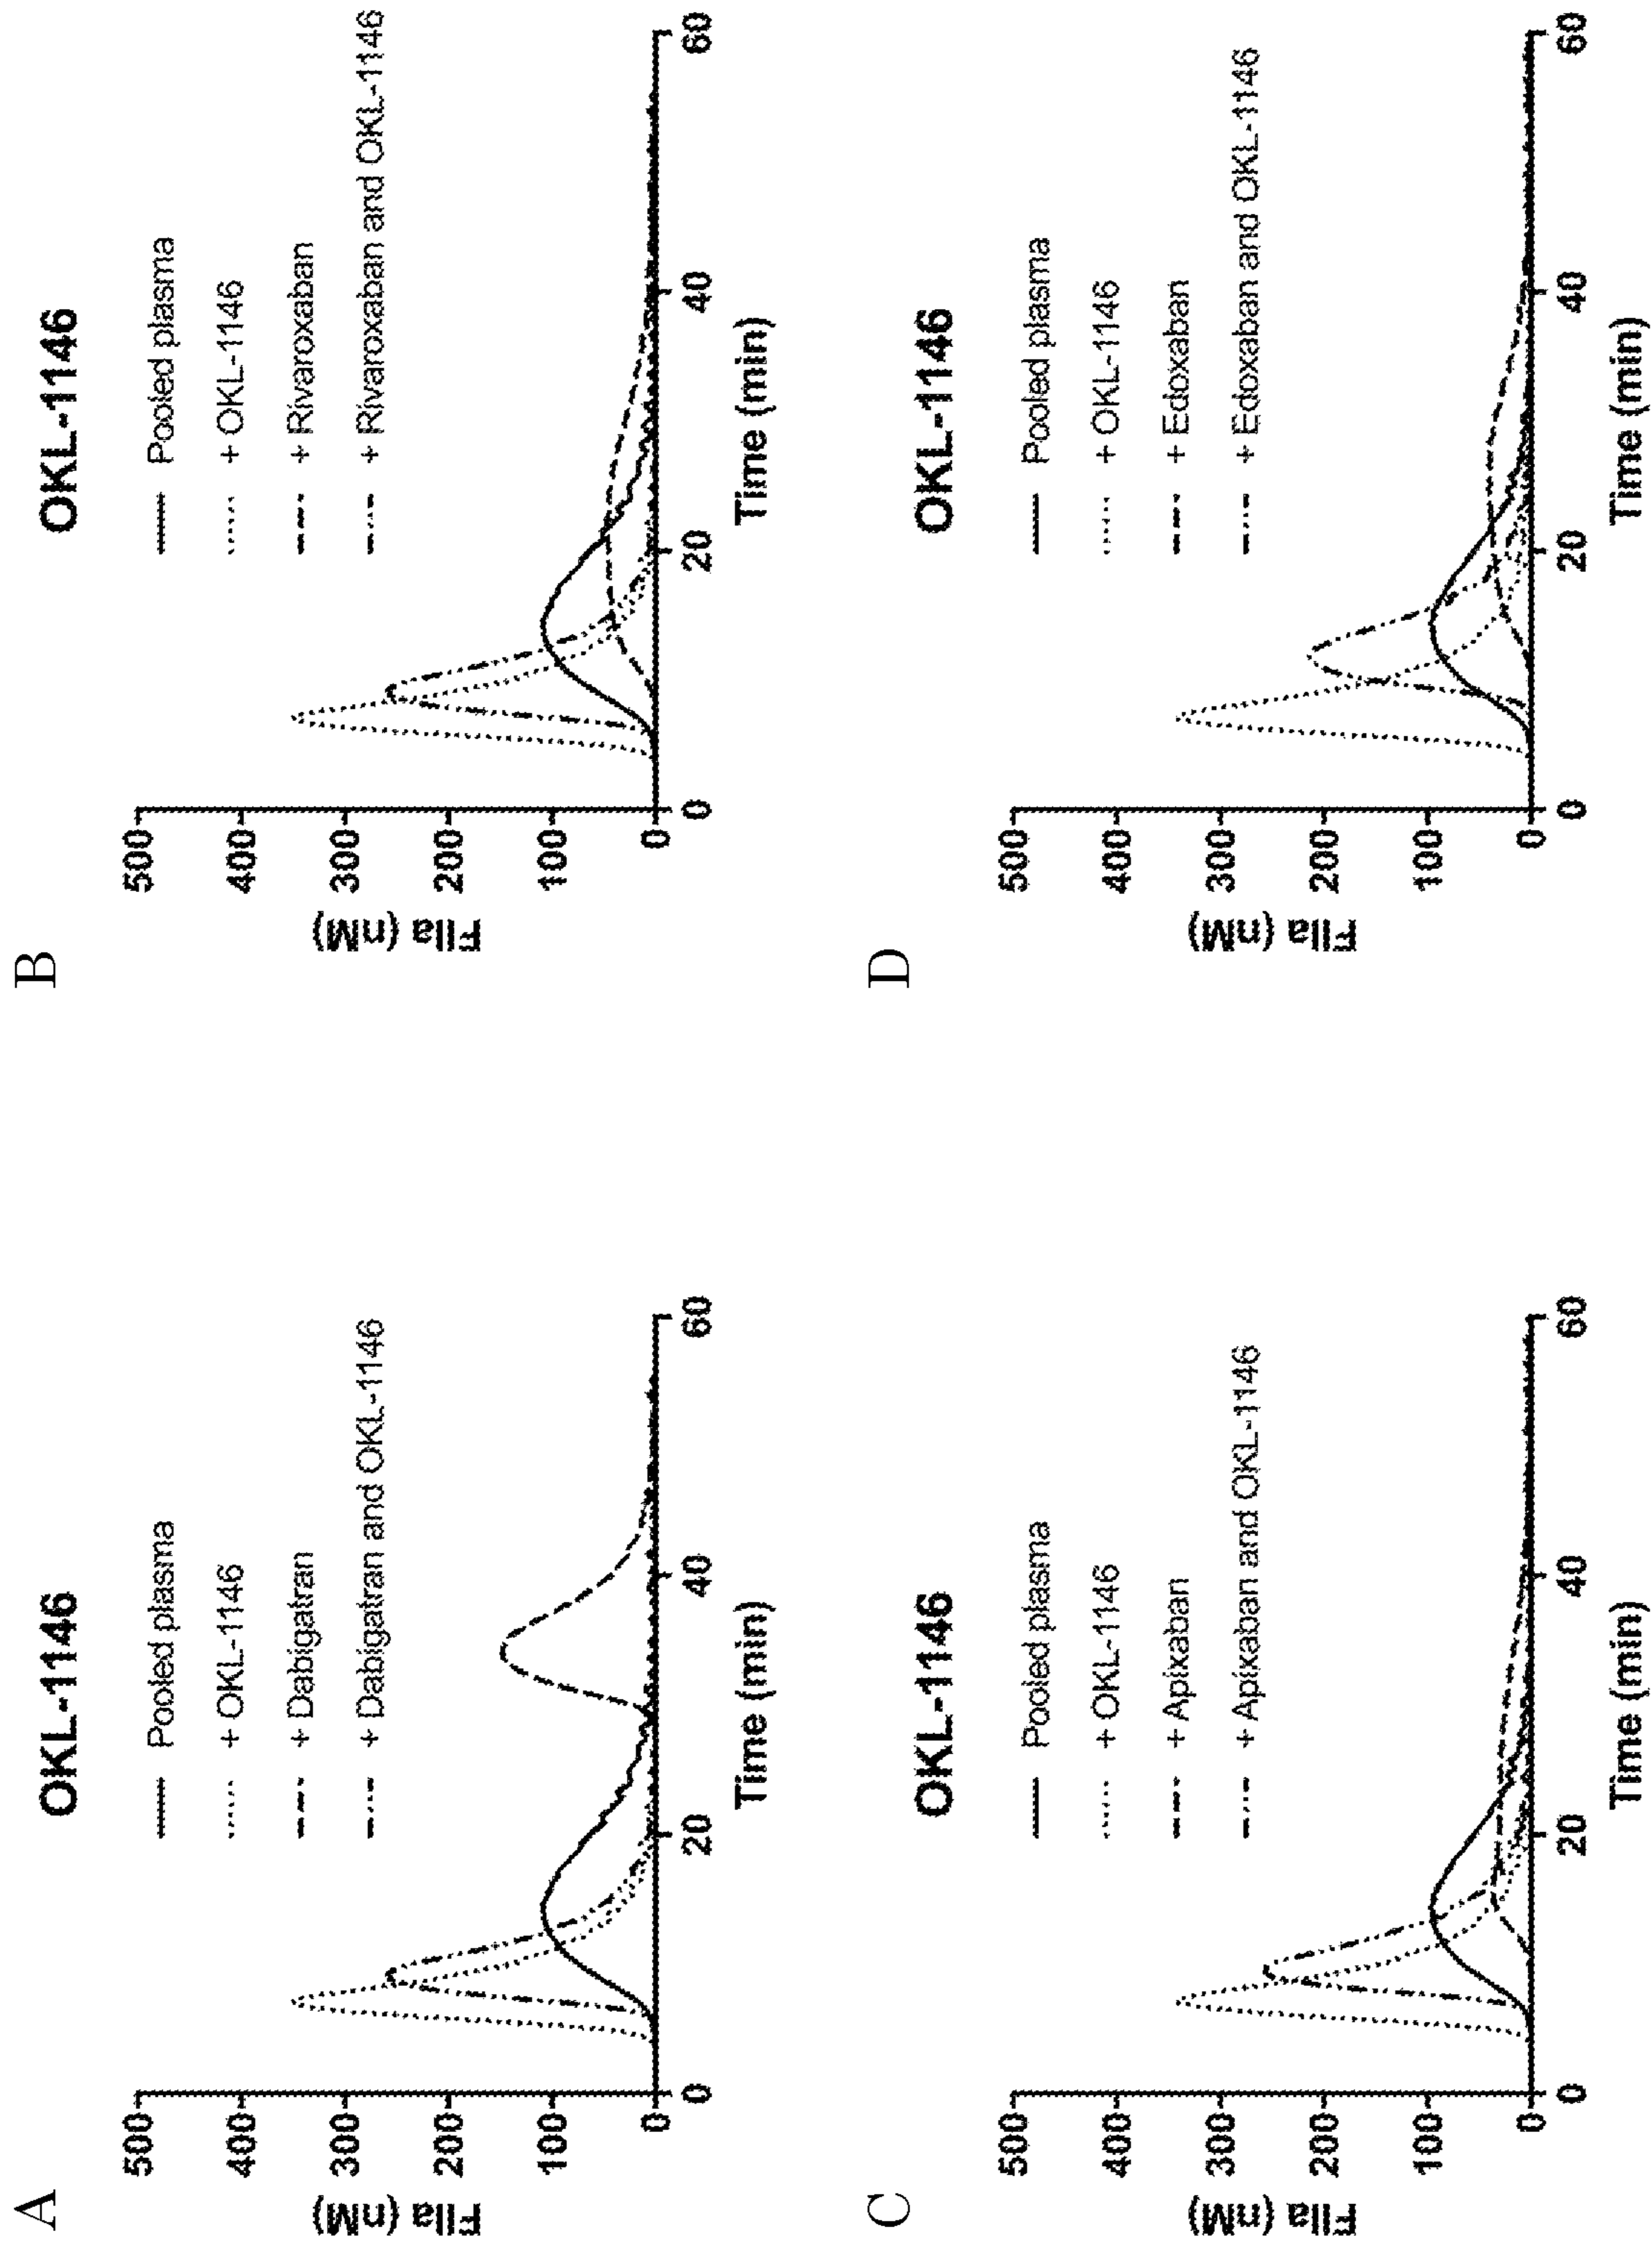 A
OKL-1146
Pooled plasma
+ OKL-1146
+ Dabigatran
+ Dabigatran and OKL-1146
FIIa (nM)
500
400
300
200
100
0
0
20
40
60
Time (min)
B
OKL-1146
Pooled plasma
+ OKL-1146
+ Rivaroxaban
+ Rivaroxaban and OKL-1146
FIIa (nM)
500
400
300
200
100
0
0
20
40
60
Time (min)
C
OKL-1146
Pooled plasma
+ OKL-1146
+ Apixaban
+ Apixaban and OKL-1146
FIIa (nM)
500
400
300
200
100
0
0
20
40
60
Time (min)
D
OKL-1146
Pooled plasma
+ OKL-1146
+ Edoxaban
+ Edoxaban and OKL-1146
FIIa (nM)
500
400
300
200
100
0
0
20
40
60
Time (min)